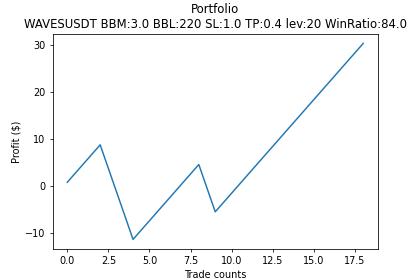 Portfolio
WAVESUSDT BBM:3.0 BBL:220 SL:1.0 TP:0.4 lev:20 WinRatio:84.0
30
20
10
0
−10
Profit ($)
0.0 2.5 5.0 7.5 10.0 12.5 15.0 17.5
Trade counts